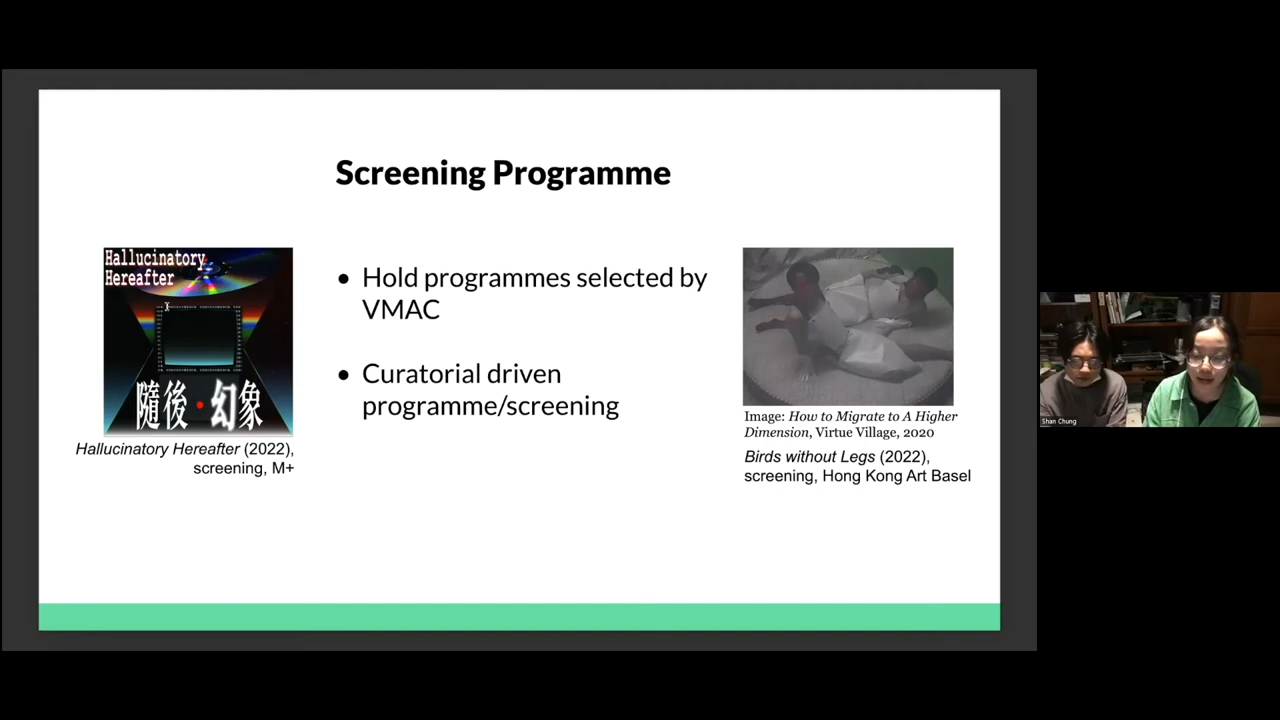 Screening Programme
Hallucinatory
Hereafter
隨後・幻象
Hallucinatory Hereafter (2022),
screening, M+
• Hold programmes selected by
VMAC
• Curatorial driven
programme/screening
Image: How to Migrate to A Higher
Dimension, Virtue Village, 2020
Birds without Legs (2022),
screening, Hong Kong Art Basel
Shan Chung